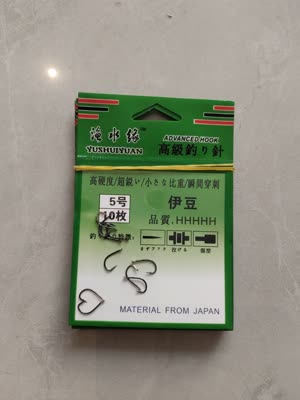 渔水缘™
YUSHUIYUAN
ADVANCED HOOK
高級釣り針
高硬度/超鋭い/小さな比重/瞬間穿刺
5号
10枚
伊豆
品質.HHHHH
MATERIAL FROM JAPAN